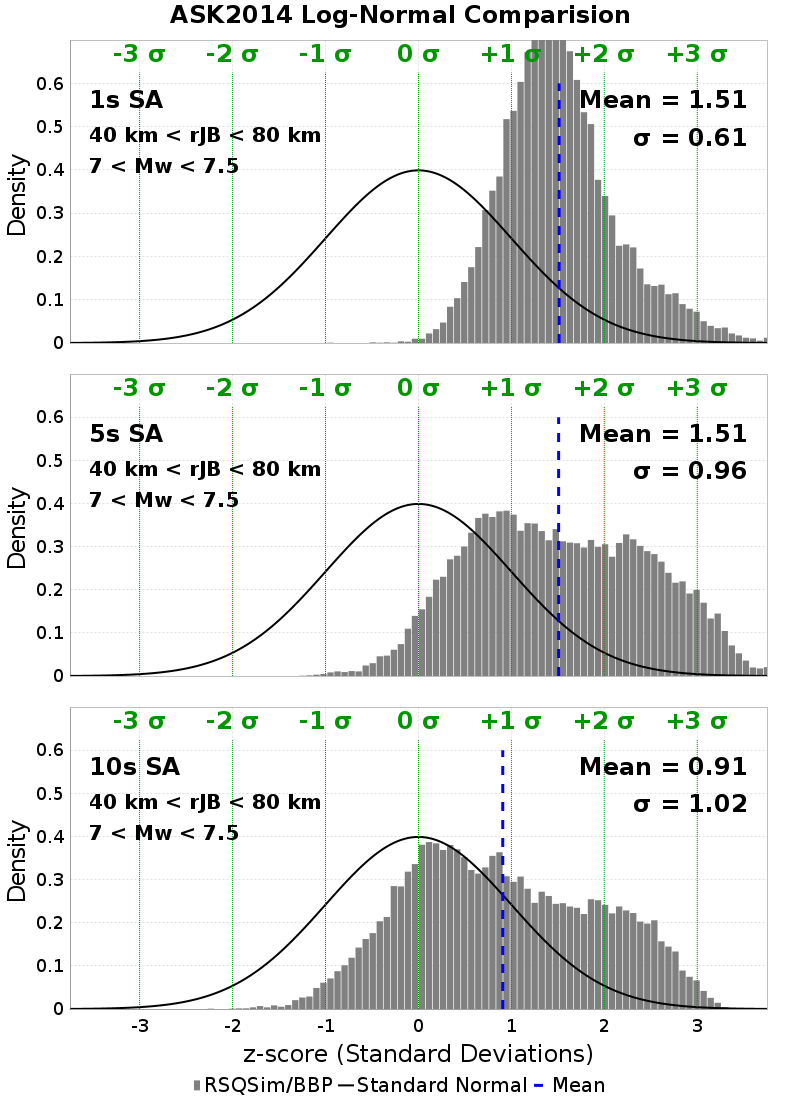 ASK2014 Log-Normal Comparision
-3 σ -2 σ -1 σ 0 σ +1 σ +2 σ +3 σ
0.6
1s SA Mean = 1.51
0.5
40 km < rJB < 80 km σ = 0.61
7 < Mw < 7.5
0.4
0.3
0.2
0.1
0
Density
-3 σ -2 σ -1 σ 0 σ +1 σ +2 σ +3 σ
0.6
5s SA Mean = 1.51
0.5
40 km < rJB < 80 km σ = 0.96
7 < Mw < 7.5
0.4
0.3
0.2
0.1
0
Density
-3 σ -2 σ -1 σ 0 σ +1 σ +2 σ +3 σ
0.6
10s SA Mean = 0.91
0.5
40 km < rJB < 80 km σ = 1.02
7 < Mw < 7.5
0.4
0.3
0.2
0.1
0
Density
-3 -2 -1 0 1 2 3
z-score (Standard Deviations)
RSQSim/BBP Standard Normal Mean